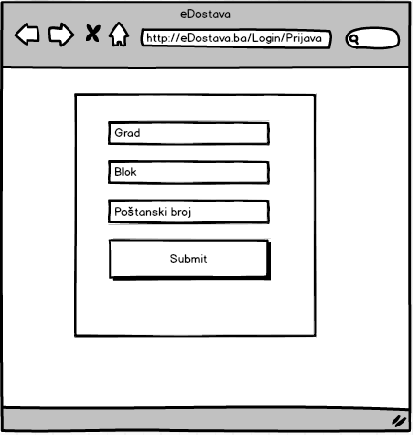 eDostava
http://eDostava.ba/Login/Prijava
Grad
Blok
Poštanski broj
Submit